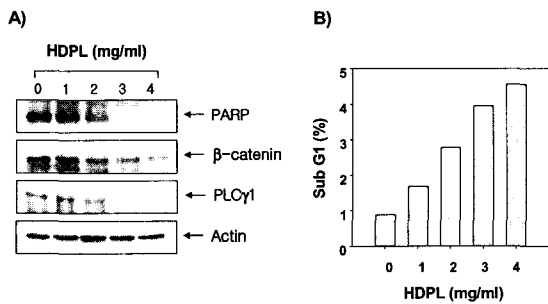 A)
HDPL (mg/ml)
0 1 2 3 4
PARP
β-catenin
PLCγ1
Actin
B)
5
4
3
2
1
0
Sub G1 (%)
0 1 2 3 4
HDPL (mg/ml)